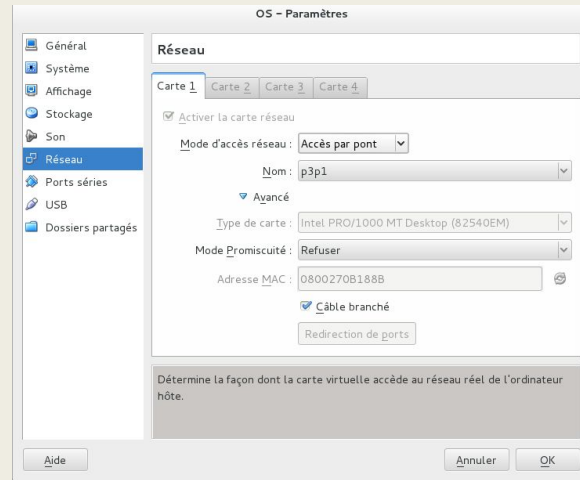 OS – Paramètres
Général
Système
Affichage
Stockage
Son
Réseau
Ports séries
USB
Dossiers partagés
Réseau
Carte 1 Carte 2 Carte 3 Carte 4
Activer la carte réseau
Mode d'accès réseau : Accès par pont
Nom : p3p1
Avancé
Type de carte : Intel PRO/1000 MT Desktop (82540EM)
Mode Promiscuité : Refuser
Adresse MAC : 0800270B188B
Câble branché
Redirection de ports
Détermine la façon dont la carte virtuelle accède au réseau réel de l'ordinateur
hôte.
Aide Annuler OK